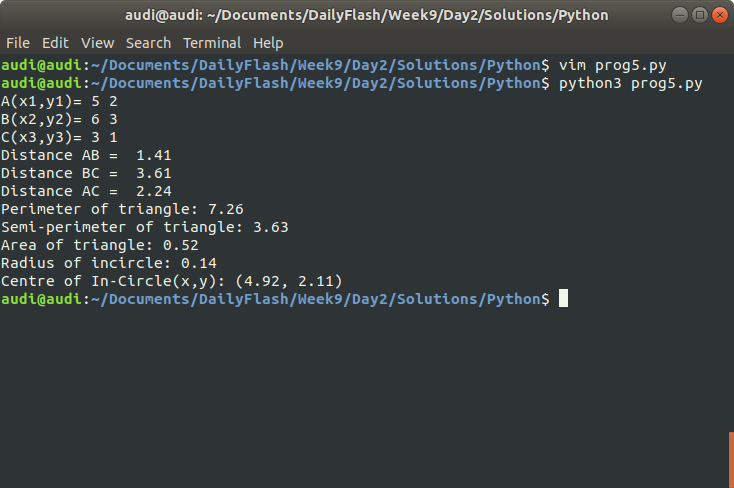 audi@audi: ~/Documents/DailyFlash/Week9/Day2/Solutions/Python
File Edit View Search Terminal Help
audi@audi:~/Documents/DailyFlash/Week9/Day2/Solutions/Python$ vim prog5.py
audi@audi:~/Documents/DailyFlash/Week9/Day2/Solutions/Python$ python3 prog5.py
A(x1,y1)= 5 2
B(x2,y2)= 6 3
C(x3,y3)= 3 1
Distance AB =  1.41
Distance BC =  3.61
Distance AC =  2.24
Perimeter of triangle: 7.26
Semi-perimeter of triangle: 3.63
Area of triangle: 0.52
Radius of incircle: 0.14
Centre of In-Circle(x,y): (4.92, 2.11)
audi@audi:~/Documents/DailyFlash/Week9/Day2/Solutions/Python$